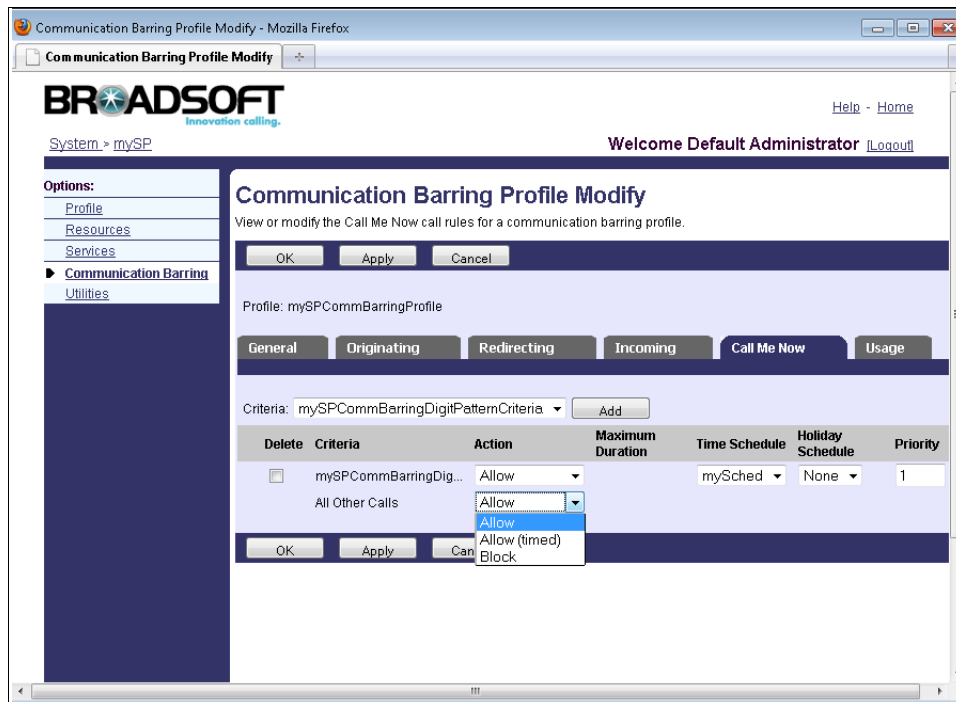 Communication Barring Profile Modify - Mozilla Firefox
Communication Barring Profile Modify
BROADSOFT
Innovation calling.
Help - Home
System > mySP
Welcome Default Administrator [Logout]
Options:
Profile
Resources
Services
Communication Barring
Utilities
Communication Barring Profile Modify
View or modify the Call Me Now call rules for a communication barring profile.
OK Apply Cancel
Profile: mySPCommBarringProfile
General Originating Redirecting Incoming Call Me Now Usage
Criteria: mySPCommBarringDigitPatternCriteria Add
Delete Criteria Action Maximum Duration Time Schedule Holiday Schedule Priority
mySPCommBarringDig... Allow mySched None 1
All Other Calls Allow
Allow
Allow (timed)
Block
OK Apply Can